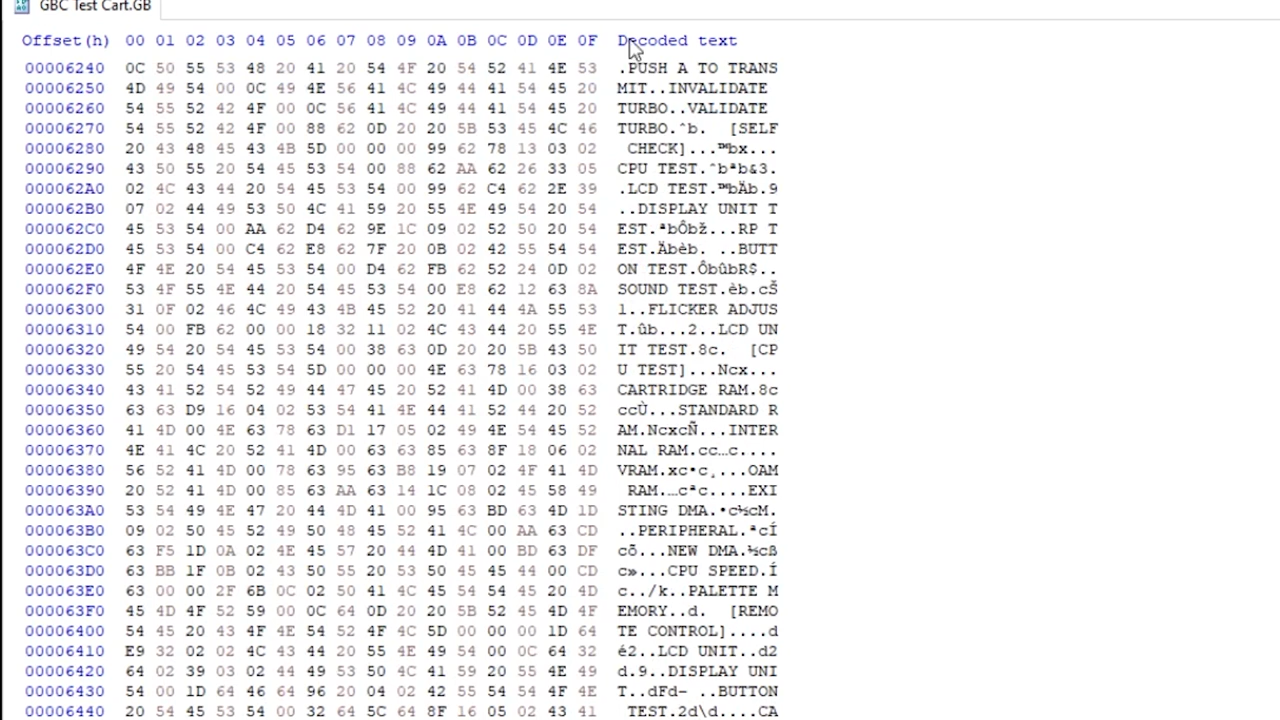 GBC Test Cart.GB
Offset(h) 00 01 02 03 04 05 06 07 08 09 0A 0B 0C 0D 0E 0F Decoded text
00006240 0C 50 55 53 48 20 41 20 54 4F 20 54 52 41 4E 53 .PUSH A TO TRANS
00006250 4D 49 54 00 0C 49 4E 56 41 4C 49 44 41 54 45 20 MIT..INVALIDATE
00006260 54 55 52 42 4F 00 0C 56 41 4C 49 44 41 54 45 20 TURBO..VALIDATE
00006270 54 55 52 42 4F 00 88 62 0D 20 20 5B 53 45 4C 46 TURBO.ˆb.  [SELF
00006280 20 43 48 45 43 4B 5D 00 00 00 99 62 78 13 03 02  CHECK]...™bx...
00006290 43 50 55 20 54 45 53 54 00 88 62 AA 62 26 33 05 CPU TEST.ˆbªb&3.
000062A0 02 4C 43 44 20 54 45 53 54 00 99 62 C4 62 2E 39 .LCD TEST.™bÄb.9
000062B0 07 02 44 49 53 50 4C 41 59 20 55 4E 49 54 20 54 ..DISPLAY UNIT T
000062C0 45 53 54 00 AA 62 D4 62 9E 1C 09 02 52 50 20 54 EST.ªbÔbž...RP T
000062D0 45 53 54 00 C4 62 E8 62 7F 20 0B 02 42 55 54 54 EST.Äbèb. ..BUTT
000062E0 4F 4E 20 54 45 53 54 00 D4 62 FB 62 52 24 0D 02 ON TEST.ÔbûbR$..
000062F0 53 4F 55 4E 44 20 54 45 53 54 00 E8 62 12 63 8A SOUND TEST.èb.cŠ
00006300 31 0F 02 46 4C 49 43 4B 45 52 20 41 44 4A 55 53 1..FLICKER ADJUS
00006310 54 00 FB 62 00 00 18 32 11 02 4C 43 44 20 55 4E T.ûb...2..LCD UN
00006320 49 54 20 54 45 53 54 00 38 63 0D 20 20 5B 43 50 IT TEST.8c.  [CP
00006330 55 20 54 45 53 54 5D 00 00 00 4E 63 78 16 03 02 U TEST]...Ncx...
00006340 43 41 52 54 52 49 44 47 45 20 52 41 4D 00 38 63 CARTRIDGE RAM.8c
00006350 63 63 D9 16 04 02 53 54 41 4E 44 41 52 44 20 52 ccÙ...STANDARD R
00006360 41 4D 00 4E 63 78 63 D1 17 05 02 49 4E 54 45 52 AM.NcxcÑ...INTER
00006370 4E 41 4C 20 52 41 4D 00 63 63 85 63 8F 18 06 02 NAL RAM.cc…c....
00006380 56 52 41 4D 00 78 63 95 63 B8 19 07 02 4F 41 4D VRAM.xc•c¸...OAM
00006390 20 52 41 4D 00 85 63 AA 63 14 1C 08 02 45 58 49  RAM.…cªc....EXI
000063A0 53 54 49 4E 47 20 44 4D 41 00 95 63 BD 63 4D 1D STING DMA.•c½cM.
000063B0 09 02 50 45 52 49 50 48 45 52 41 4C 00 AA 63 CD ..PERIPHERAL.ªcÍ
000063C0 63 F5 1D 0A 02 4E 45 57 20 44 4D 41 00 BD 63 DF cõ...NEW DMA.½cß
000063D0 63 BB 1F 0B 02 43 50 55 20 53 50 45 45 44 00 CD c»...CPU SPEED.Í
000063E0 63 00 00 2F 6B 0C 02 50 41 4C 45 54 54 45 20 4D c../k..PALETTE M
000063F0 45 4D 4F 52 59 00 0C 64 0D 20 20 5B 52 45 4D 4F EMORY..d.  [REMO
00006400 54 45 20 43 4F 4E 54 52 4F 4C 5D 00 00 00 1D 64 TE CONTROL]....d
00006410 E9 32 02 02 4C 43 44 20 55 4E 49 54 00 0C 64 32 é2..LCD UNIT..d2
00006420 64 02 39 03 02 44 49 53 50 4C 41 59 20 55 4E 49 d.9..DISPLAY UNI
00006430 54 00 1D 64 46 64 96 20 04 02 42 55 54 54 4F 4E T..dFd– ..BUTTON
00006440 20 54 45 53 54 00 32 64 5C 64 8F 16 05 02 43 41  TEST.2d\d....CA